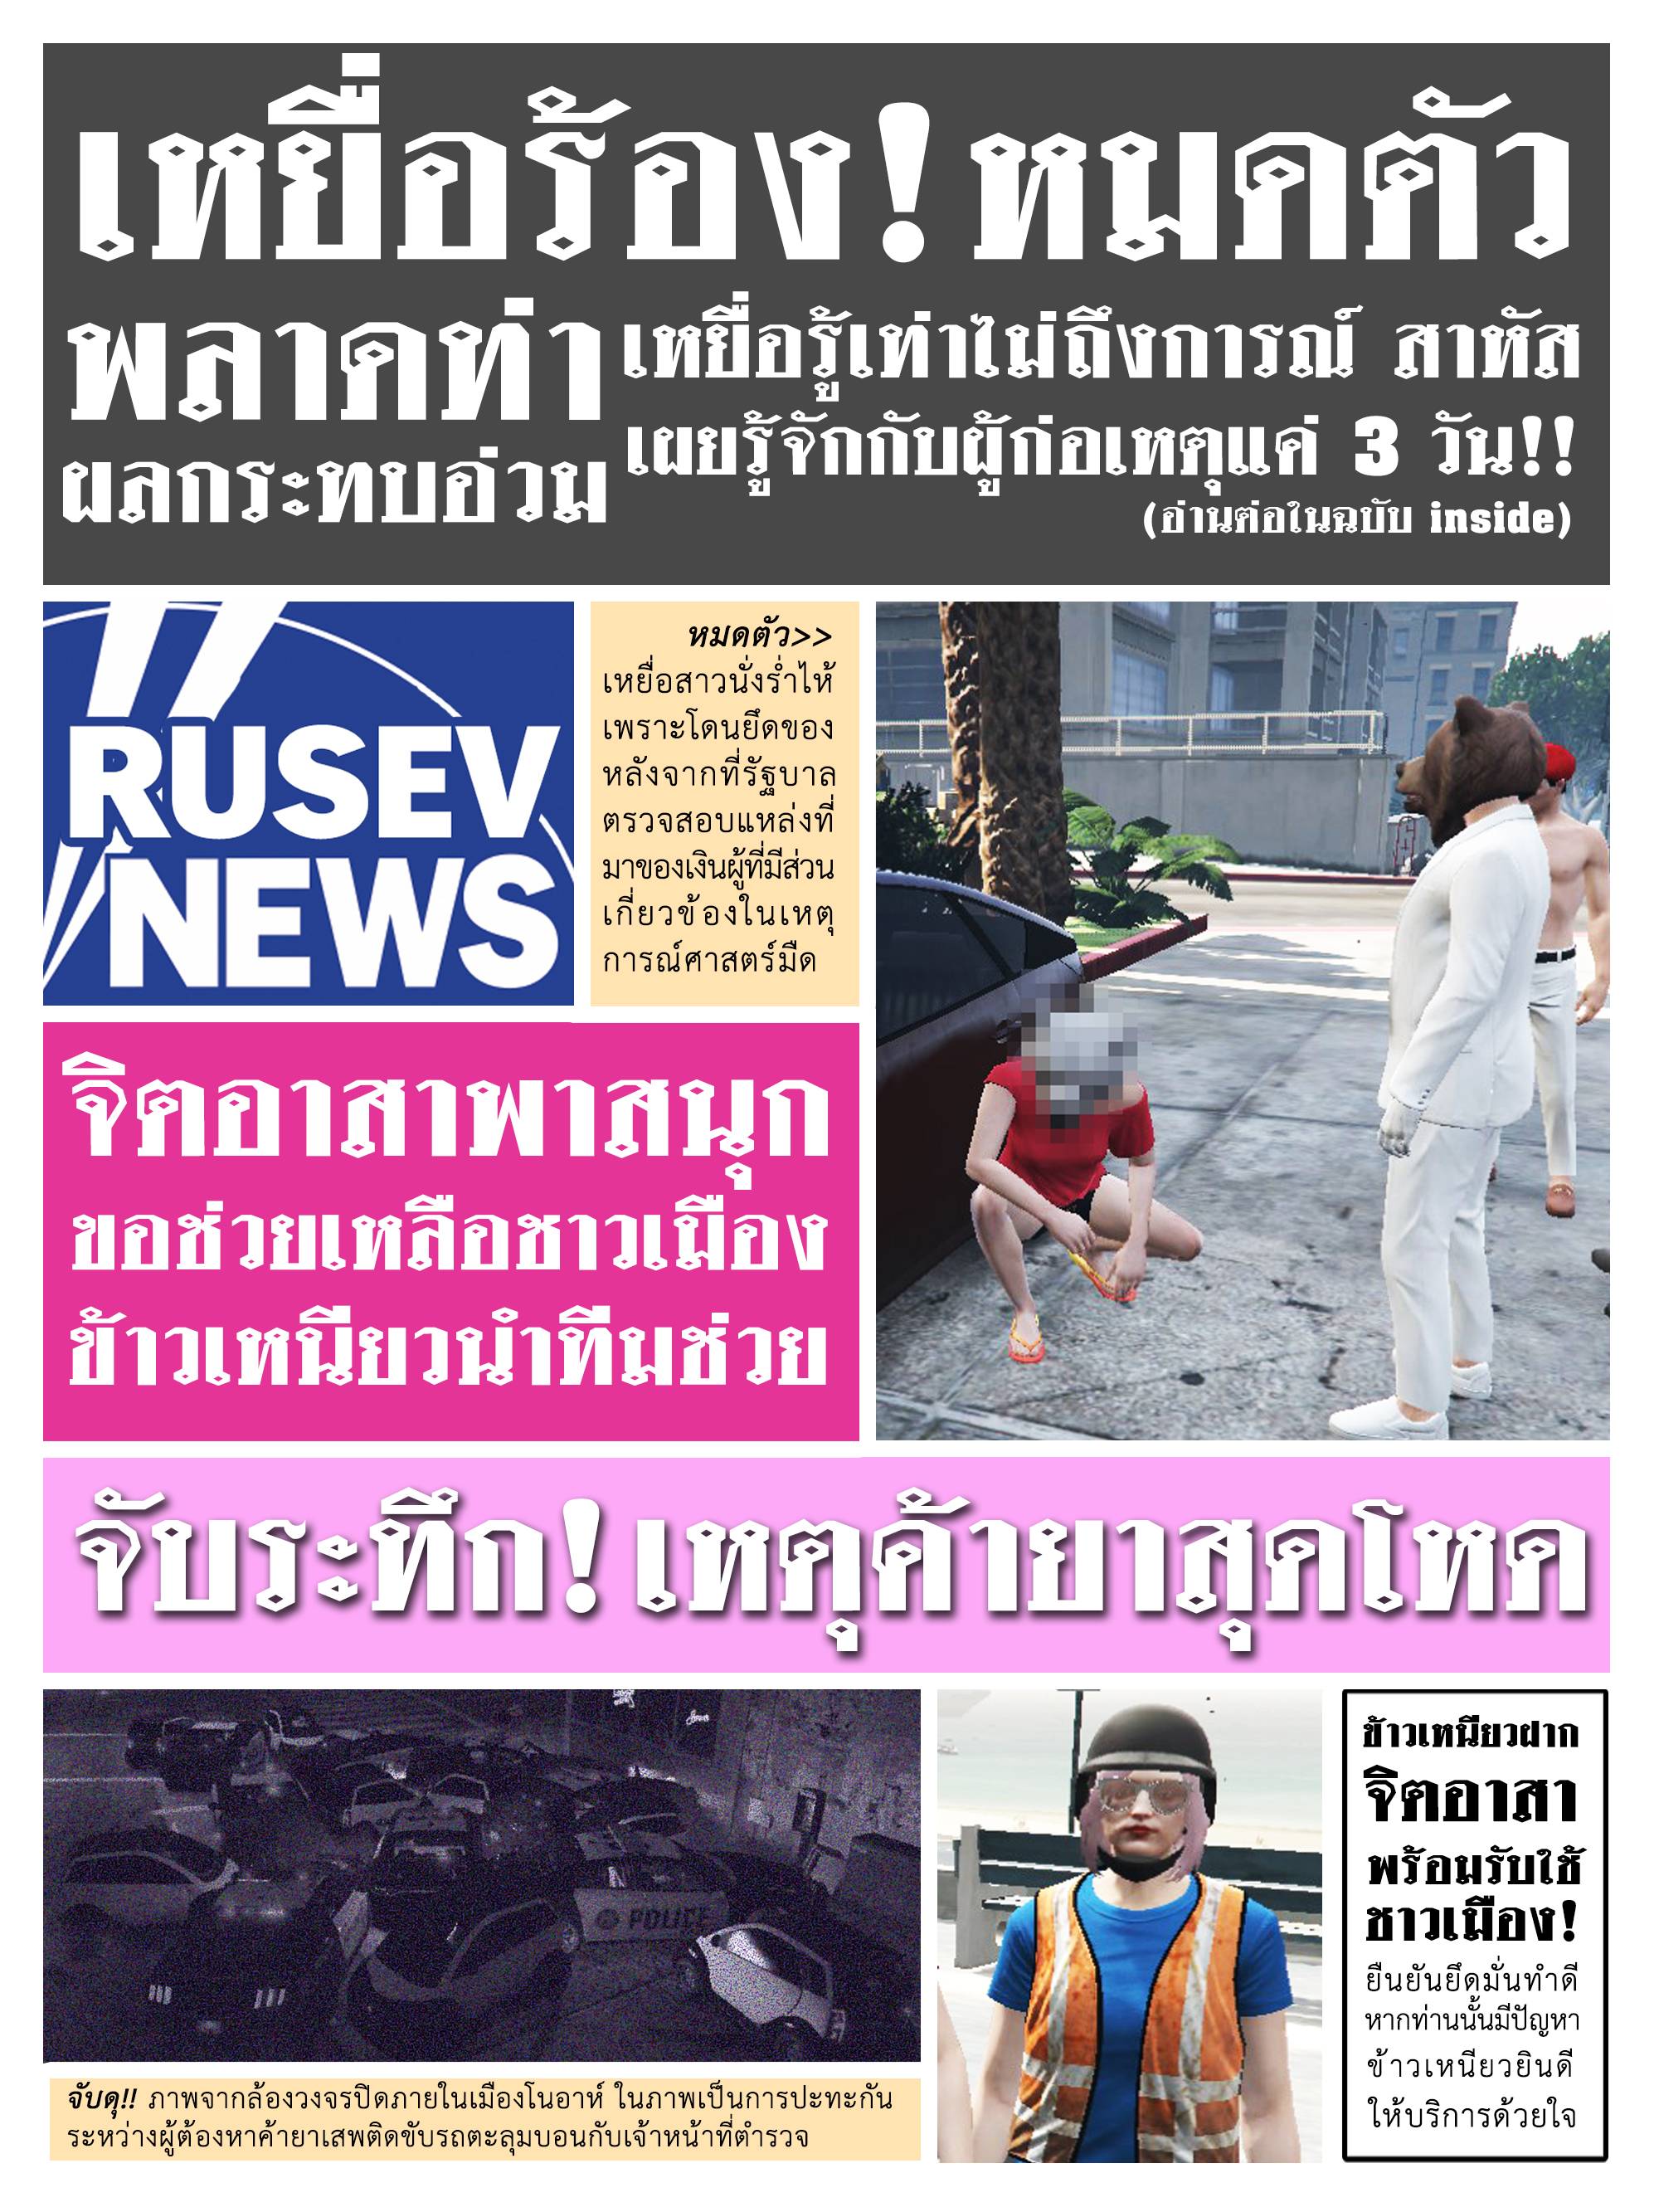 เหยื่อร้อง! หมดตัว
พลาดท่า
ผลกระทบอ่วม
เหยื่อรู้เท่าไม่ถึงการณ์ สาหัส
เผยรู้จักกับผู้ก่อเหตุแค่ 3 วัน!!
(อ่านต่อในฉบับ inside)
RUSEV
NEWS
หมดตัว>>
เหยื่อสาวนั่งร่ำไห้
เพราะโดนยึดของ
หลังจากที่รัฐบาล
ตรวจสอบแหล่งที่
มาของเงินผู้ที่มีส่วน
เกี่ยวข้องในเหตุ
การณ์ศาสตร์มืด
จิตอาสาพาสนุก
ขอช่วยเหลือชาวเมือง
ข้าวเหนียวนำทีมช่วย
จับระทึก! เหตุค้ายาสุดโหด
POLICE
จับดุ!! ภาพจากล้องวงจรปิดภายในเมืองโนอาห์ ในภาพเป็นการปะทะกัน
ระหว่างผู้ต้องหาค้ายาเสพติดขับรถตะลุมบอนกับเจ้าหน้าที่ตำรวจ
ข้าวเหนียวฝาก
จิตอาสา
พร้อมรับใช้
ชาวเมือง!
ยืนยันยึดมั่นทำดี
หากท่านนั้นมีปัญหา
ข้าวเหนียวยินดี
ให้บริการด้วยใจ